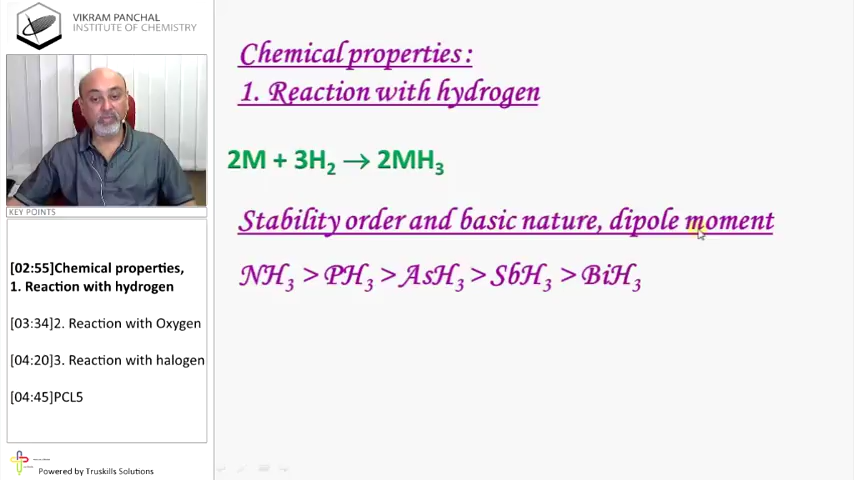 VIKRAM PANCHAL
INSTITUTE OF CHEMISTRY
KEY POINTS
[02:55]Chemical properties,
1. Reaction with hydrogen
[03:34]2. Reaction with Oxygen
[04:20]3. Reaction with halogen
[04:45]PCL5
Powered by Truskills Solutions
Chemical properties :
1. Reaction with hydrogen
2M + 3H₂ → 2MH₃
Stability order and basic nature, dipole moment
NH₃ > PH₃ > AsH₃ > SbH₃ > BiH₃